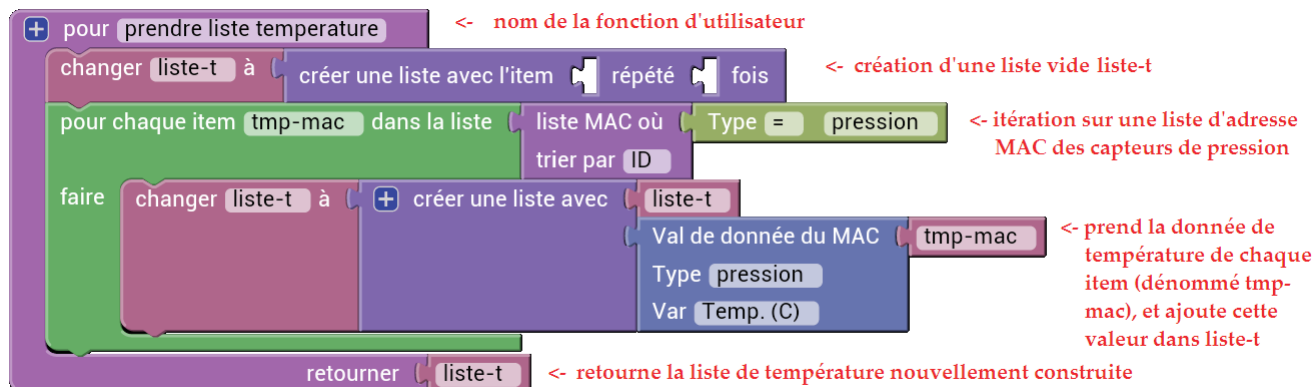 pour prendre liste temperature <- nom de la fonction d'utilisateur
changer liste-t à créer une liste avec l'item répété fois <- création d'une liste vide liste-t
pour chaque item tmp-mac dans la liste liste MAC où Type = pression <- itération sur une liste d'adresse
trier par ID MAC des capteurs de pression
faire changer liste-t à créer une liste avec liste-t
Val de donnée du MAC tmp-mac <- prend la donnée de
température de chaque
Type pression item (dénommé tmp-
Var Temp. (C) mac), et ajoute cette
valeur dans liste-t
retourner liste-t <- retourne la liste de température nouvellement construite